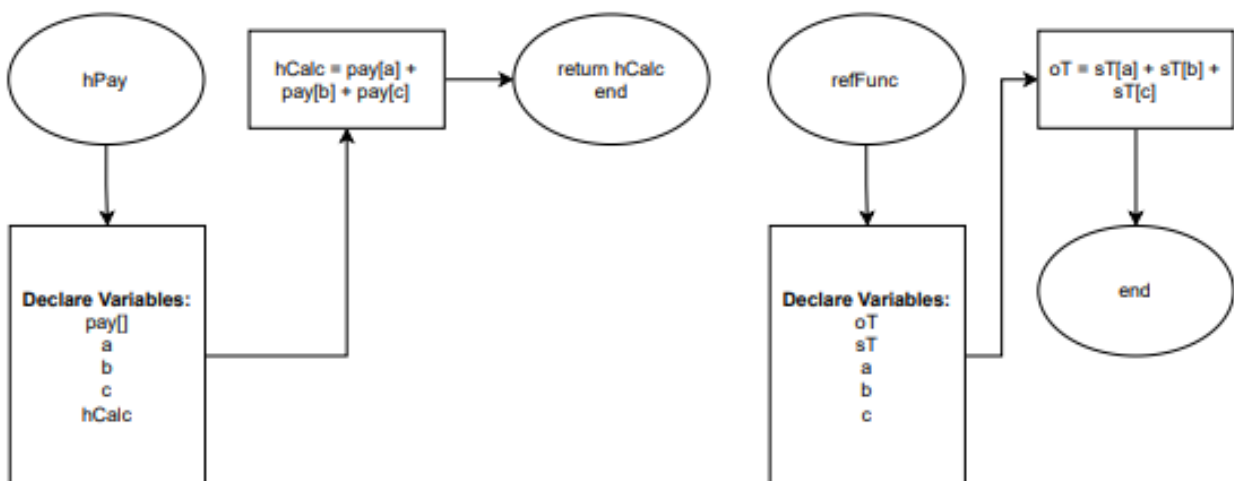 hPay
hCalc = pay[a] +
pay[b] + pay[c]
return hCalc
end
Declare Variables:
pay[]
a
b
c
hCalc
refFunc
oT = sT[a] + sT[b] +
sT[c]
Declare Variables:
oT
sT
a
b
c
end